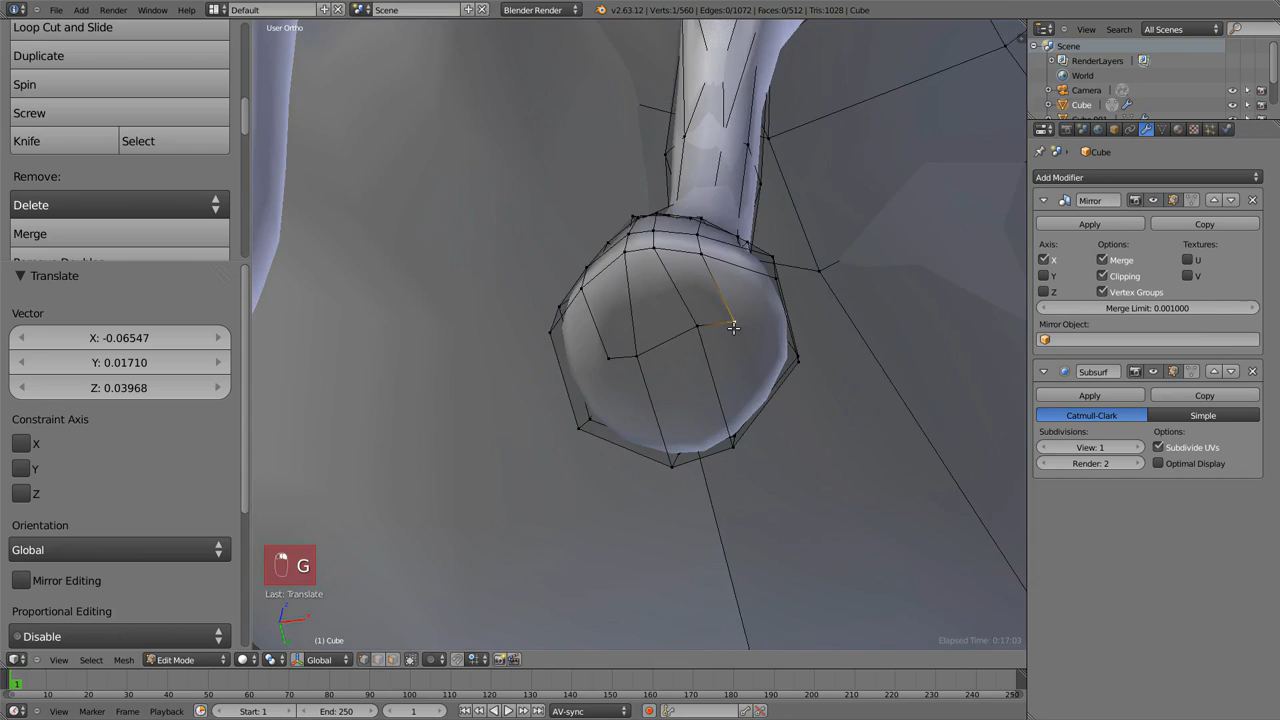 File Add Render Window Help Default Scene Blender Render v2.63.12 | Verts:1/560 | Edges:0/1072 | Faces:0/512 | Tris:1028 | Cube View Search All Scenes
Loop Cut and Slide
Duplicate
Spin
Screw
Knife Select
Remove:
Delete
Merge
Translate
Vector
X: -0.06547
Y: 0.01710
Z: 0.03968
Constraint Axis
X
Y
Z
Orientation
Global
Mirror Editing
Proportional Editing
Disable
User Ortho
G
Last: Translate
(1) Cube
Elapsed Time: 0:17:03
Scene
RenderLayers
World
Camera
Cube
Cube
Add Modifier
Mirror
Apply Copy
Axis: Options: Textures:
X Merge U
Y Clipping V
Z Vertex Groups
Merge Limit: 0.001000
Mirror Object:
Subsurf
Apply Copy
Catmull-Clark Simple
Subdivisions: Options:
View: 1 Subdivide UVs
Render: 2 Optimal Display
View Select Mesh Edit Mode Global
1
0 10 20 30 40 50 60 70 80 90 100 110 120 130 140 150 160 170 180 190 200 210 220 230 240 250
View Marker Frame Playback Start: 1 End: 250 1 AV-sync